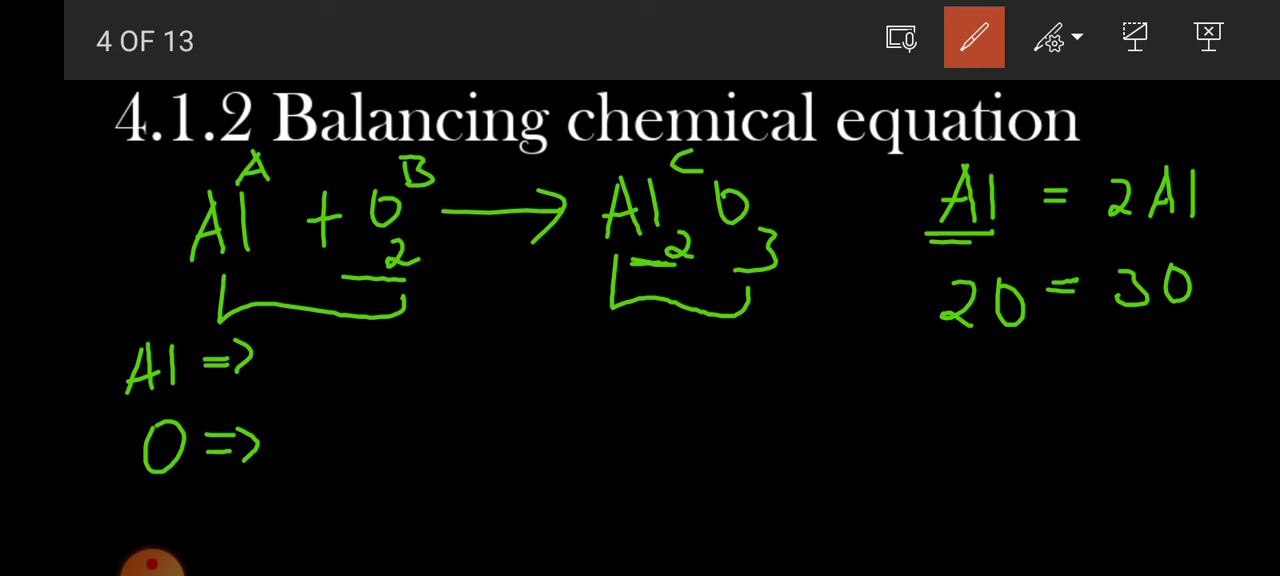 4 OF 13
4.1.2 Balancing chemical equation
A B C
Al + O₂ → Al₂O₃ Al = 2Al
2O = 3O
Al =>
O =>